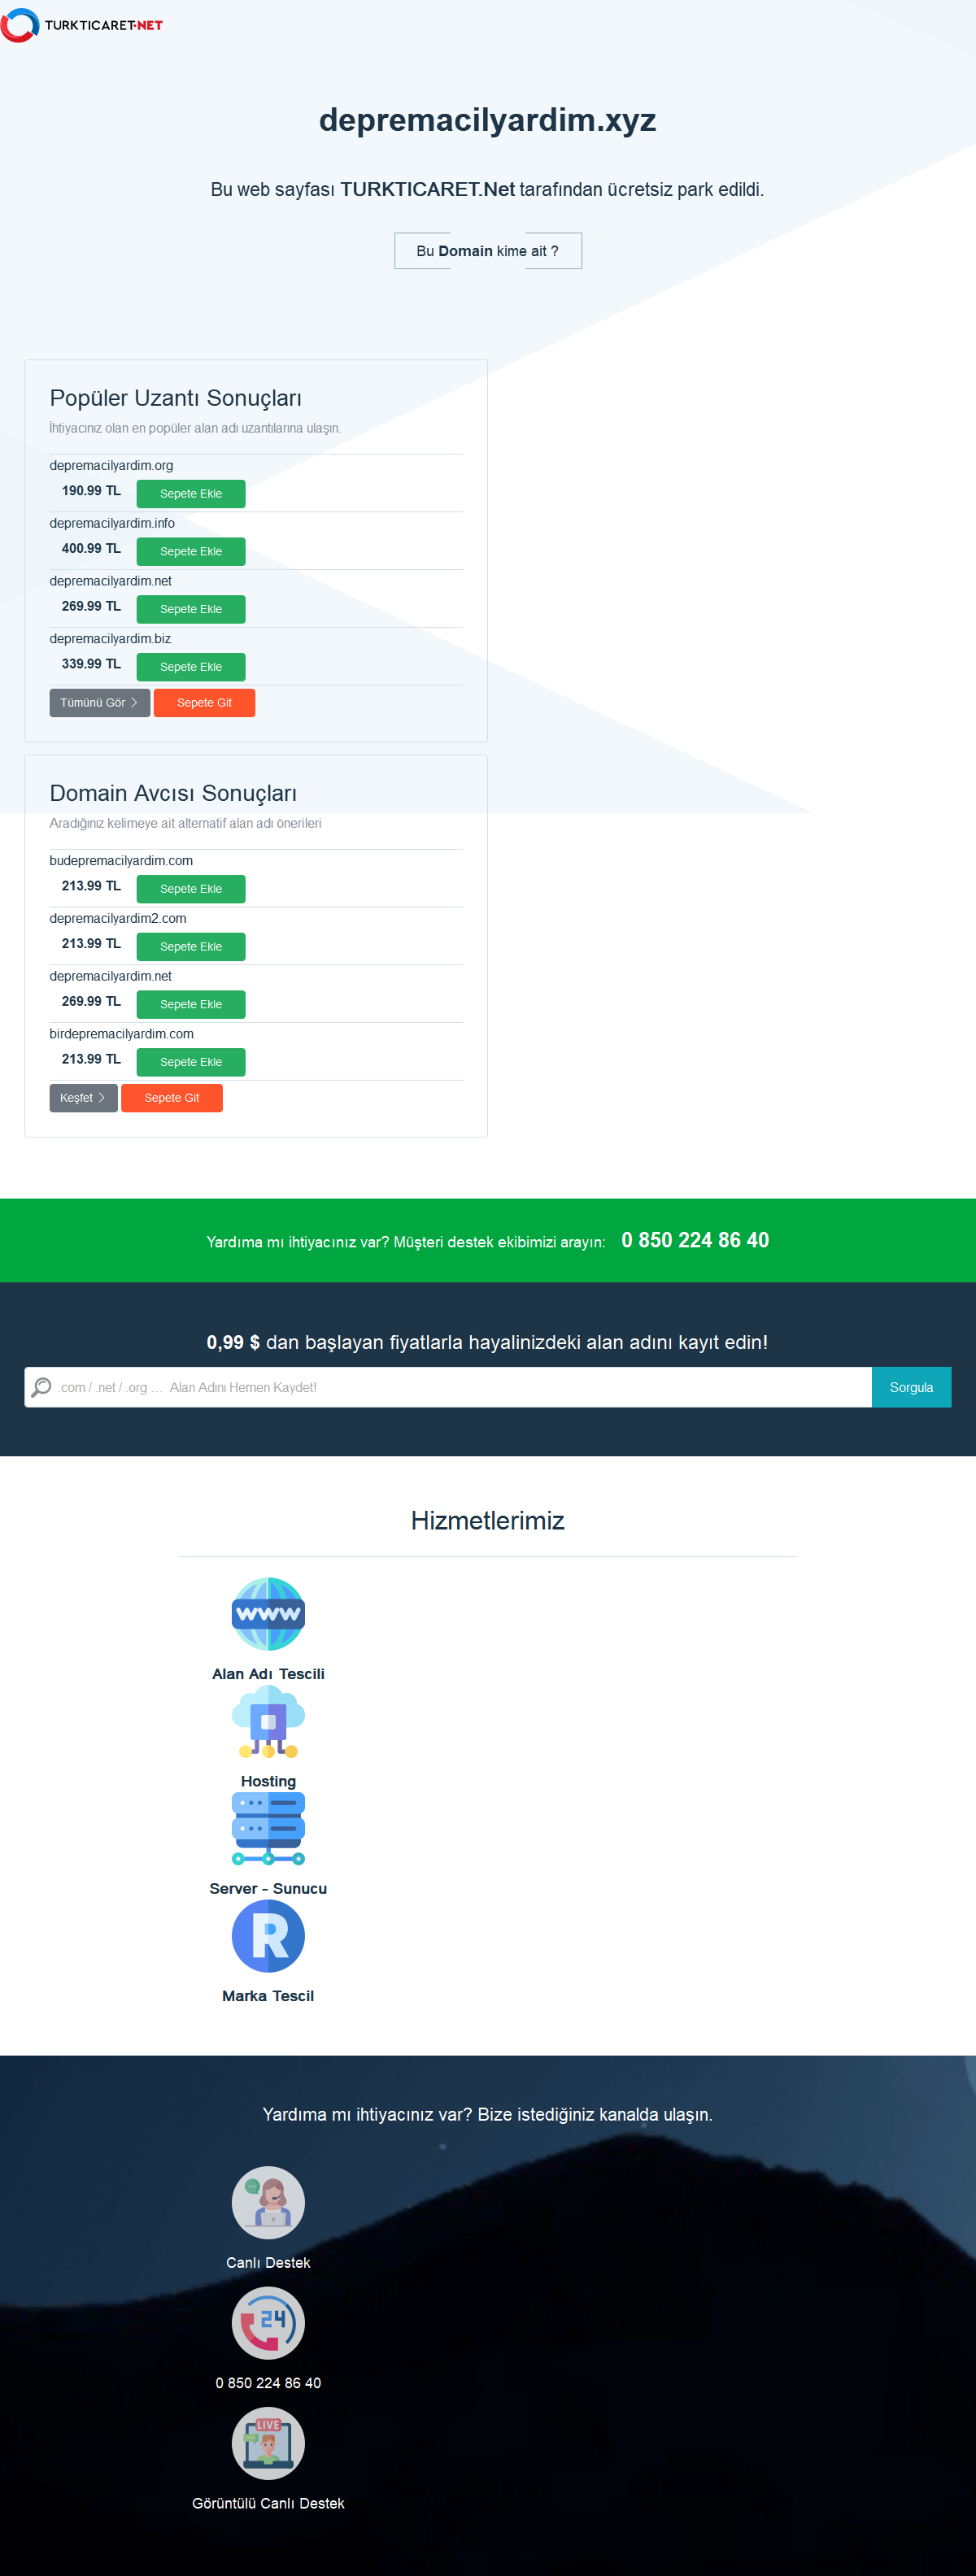 TURKTICARET.NET
depremacilyardim.xyz
Bu web sayfası TURKTICARET.Net tarafından ücretsiz park edildi.
Bu Domain kime ait ?
Popüler Uzantı Sonuçları
İhtiyacınız olan en popüler alan adı uzantılarına ulaşın.
depremacilyardim.org
190.99 TL Sepete Ekle
depremacilyardim.info
400.99 TL Sepete Ekle
depremacilyardim.net
269.99 TL Sepete Ekle
depremacilyardim.biz
339.99 TL Sepete Ekle
Tümünü Gör Sepete Git
Domain Avcısı Sonuçları
Aradığınız kelimeye ait alternatif alan adı önerileri
budepremacilyardim.com
213.99 TL Sepete Ekle
depremacilyardim2.com
213.99 TL Sepete Ekle
depremacilyardim.net
269.99 TL Sepete Ekle
birdepremacilyardim.com
213.99 TL Sepete Ekle
Keşfet Sepete Git
Yardıma mı ihtiyacınız var? Müşteri destek ekibimizi arayın: 0 850 224 86 40
0,99 $ dan başlayan fiyatlarla hayalinizdeki alan adını kayıt edin!
.com / .net / .org ... Alan Adını Hemen Kaydet! Sorgula
Hizmetlerimiz
www
Alan Adı Tescili
Hosting
Server - Sunucu
R
Marka Tescil
Yardıma mı ihtiyacınız var? Bize istediğiniz kanalda ulaşın.
Canlı Destek
24
0 850 224 86 40
LIVE
Görüntülü Canlı Destek